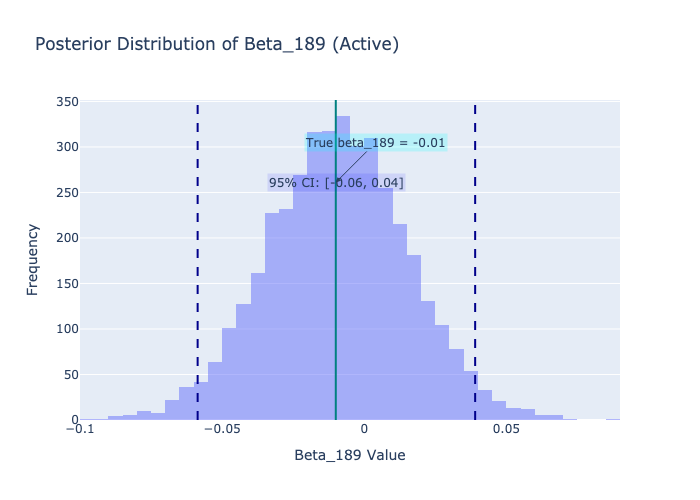 Posterior Distribution of Beta_189 (Active)
350
300
250
200
150
100
50
0
Frequency
True beta_189 = -0.01
95% CI: [-0.06, 0.04]
−0.1
−0.05
0
0.05
Beta_189 Value